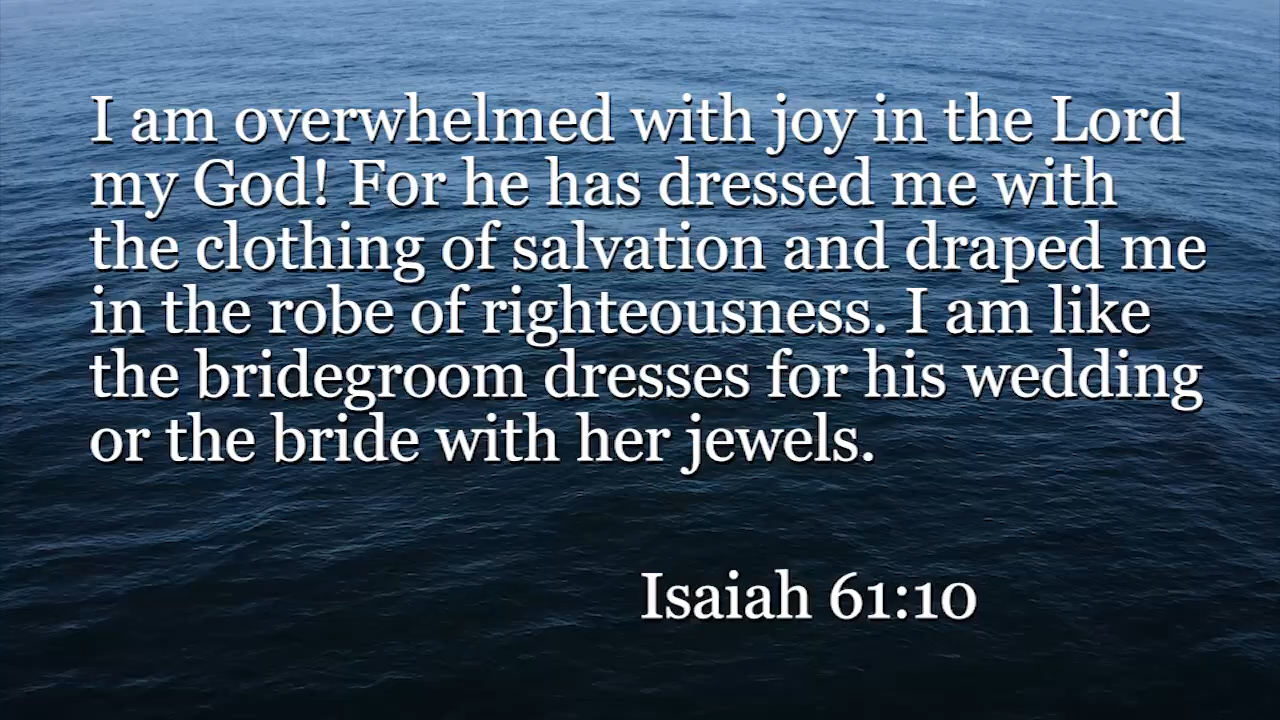 I am overwhelmed with joy in the Lord
my God! For he has dressed me with
the clothing of salvation and draped me
in the robe of righteousness. I am like
the bridegroom dresses for his wedding
or the bride with her jewels.
Isaiah 61:10